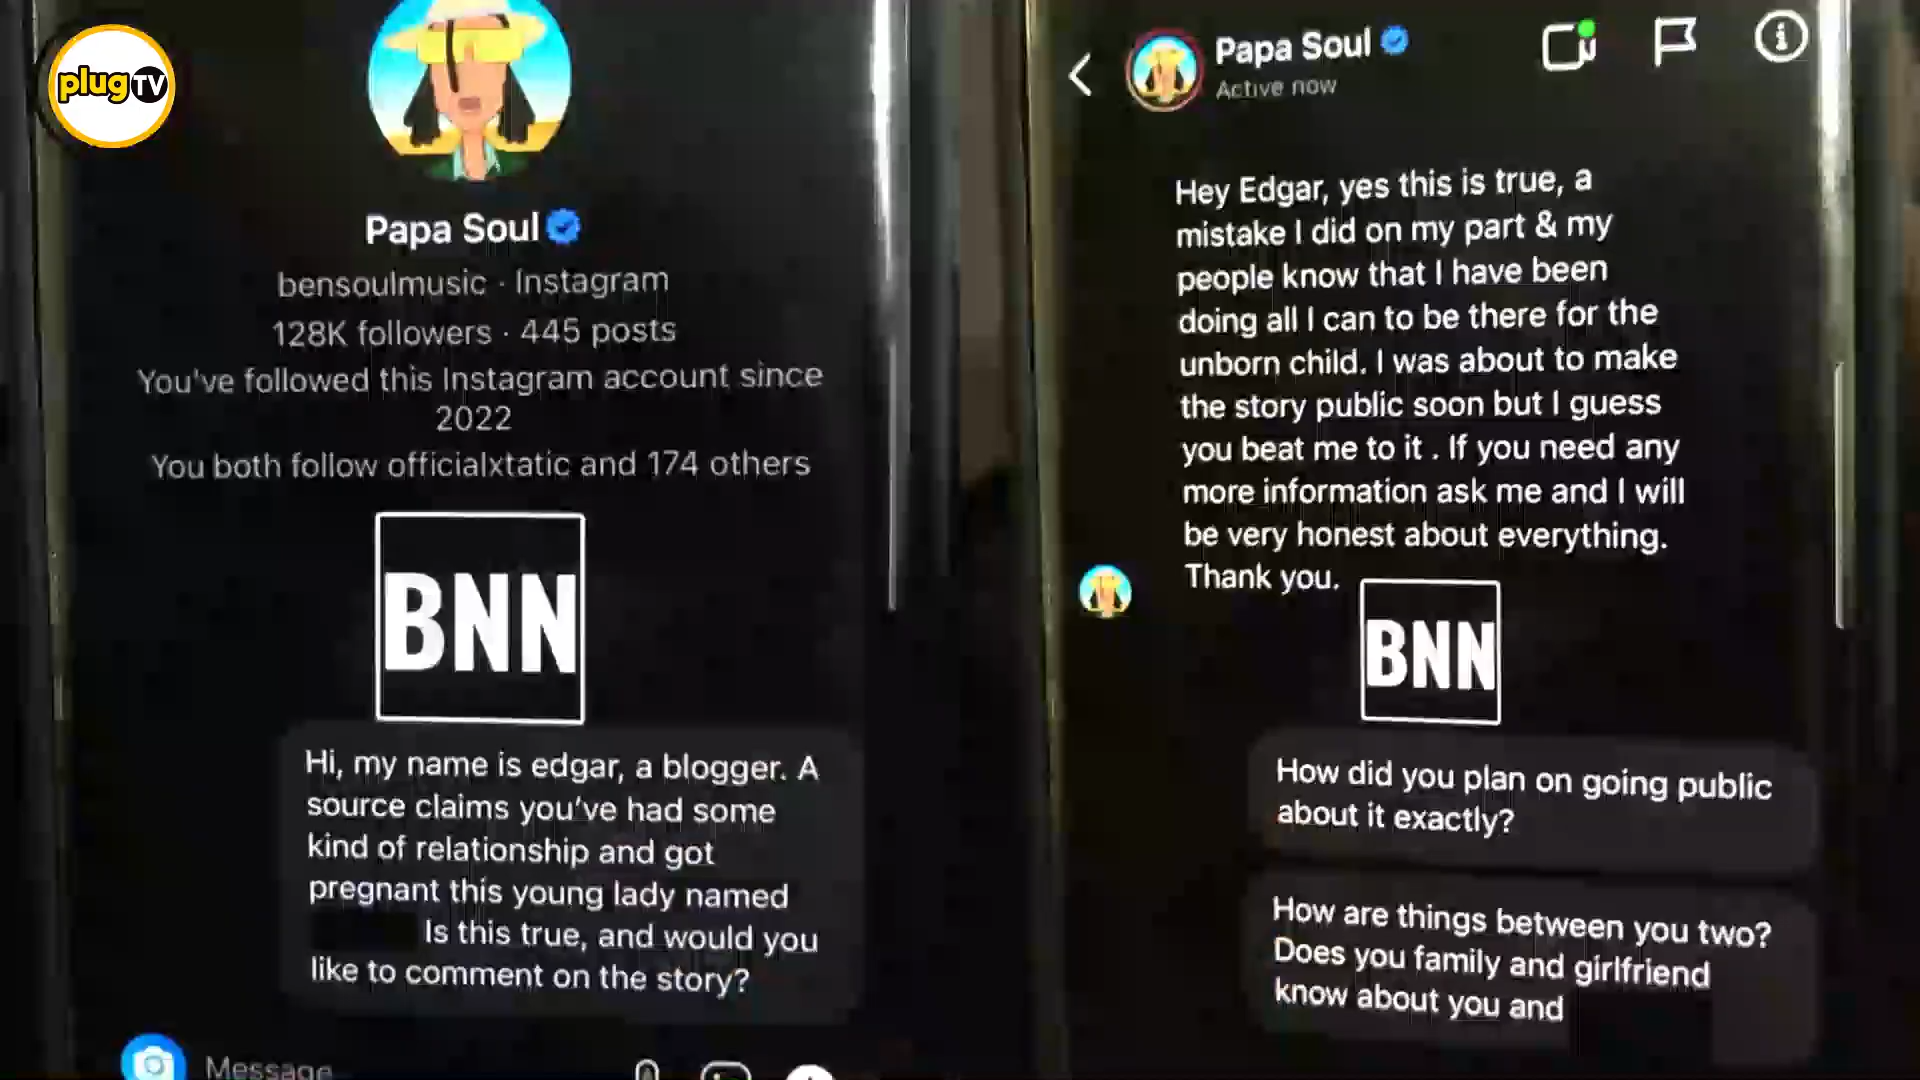 plug TV
Papa Soul
bensoulmusic · Instagram
128K followers · 445 posts
You've followed this Instagram account since
2022
You both follow officialxtatic and 174 others
BNN
Hi, my name is edgar, a blogger. A
source claims you've had some
kind of relationship and got
pregnant this young lady named
Is this true, and would you
like to comment on the story?
Message
Papa Soul
Active now
Hey Edgar, yes this is true, a
mistake I did on my part & my
people know that I have been
doing all I can to be there for the
unborn child. I was about to make
the story public soon but I guess
you beat me to it . If you need any
more information ask me and I will
be very honest about everything.
Thank you.
BNN
How did you plan on going public
about it exactly?
How are things between you two?
Does you family and girlfriend
know about you and